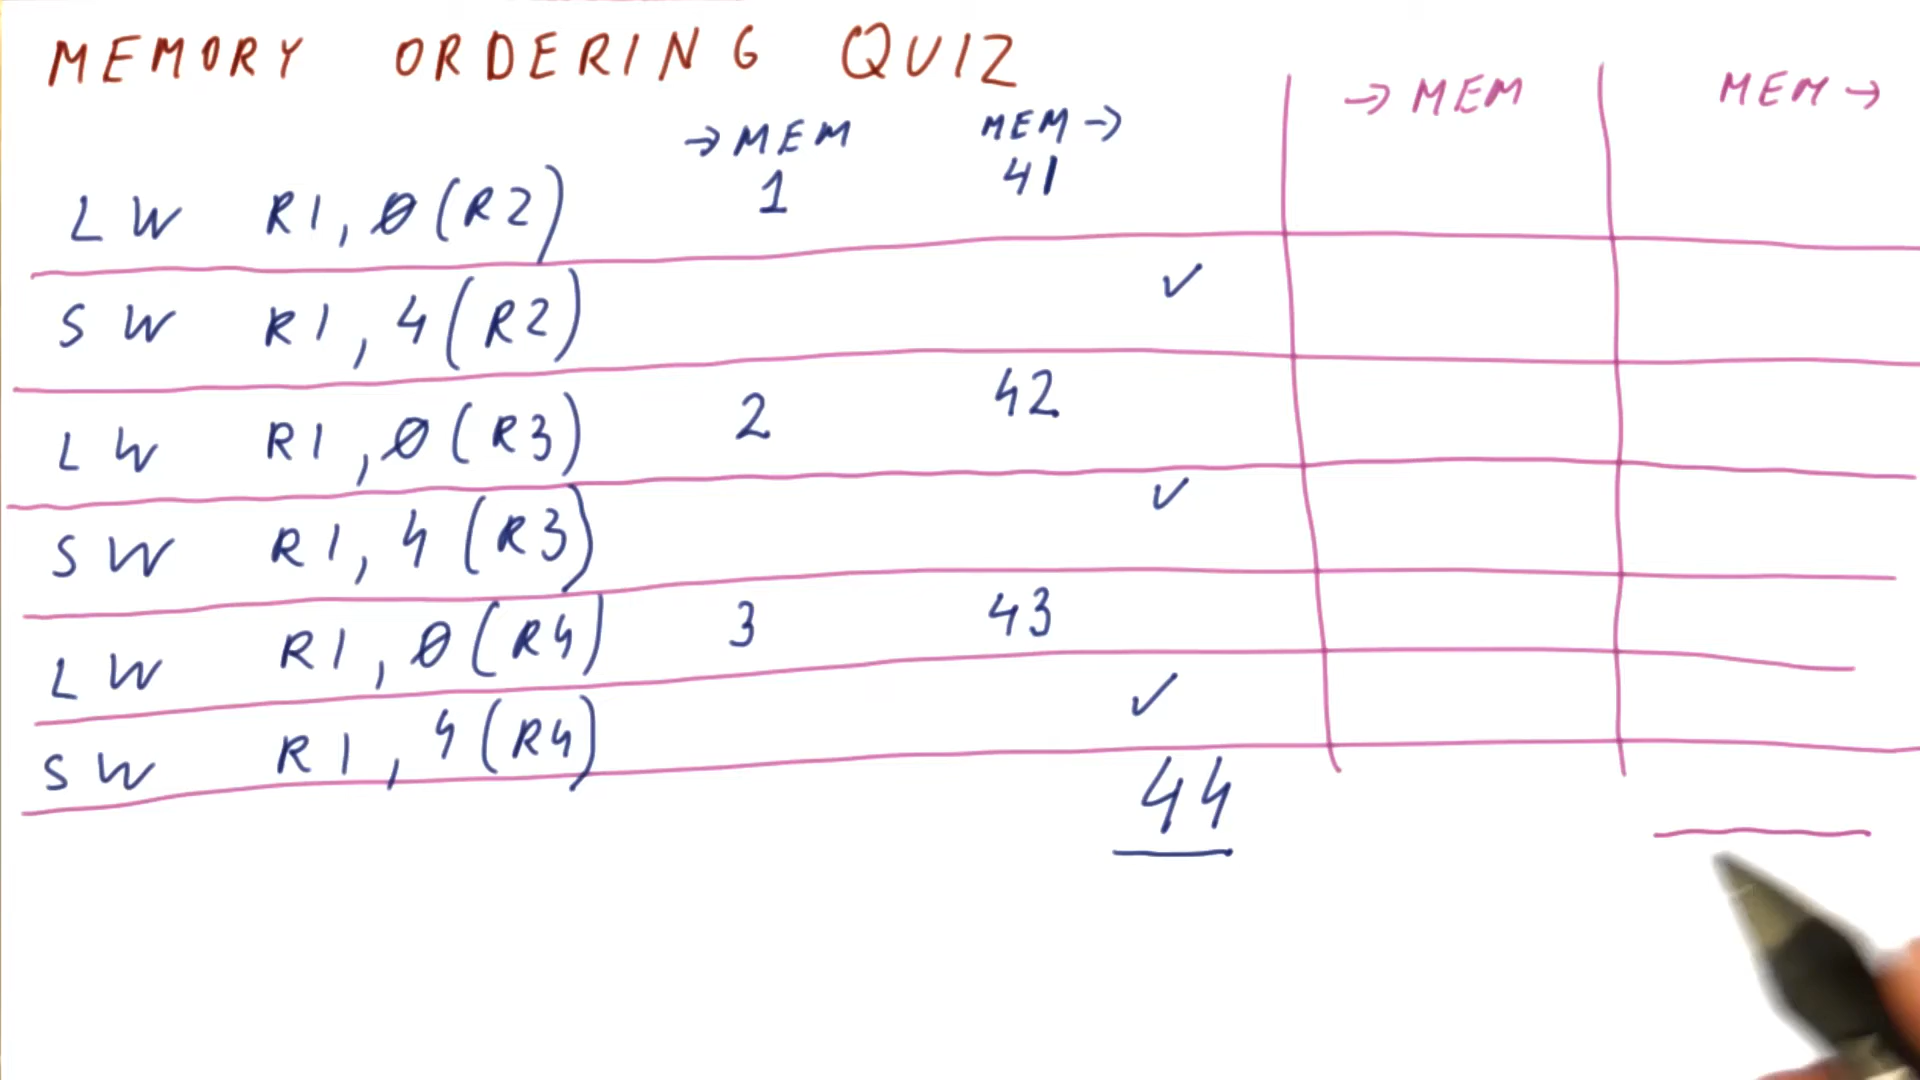 MEMORY ORDERING QUIZ
→MEM MEM→ →MEM MEM→
LW R1, 0(R2) 1 41
SW R1, 4(R2) ✓
LW R1, 0(R3) 2 42
SW R1, 4(R3) ✓
LW R1, 0(R4) 3 43
SW R1, 4(R4) ✓
44